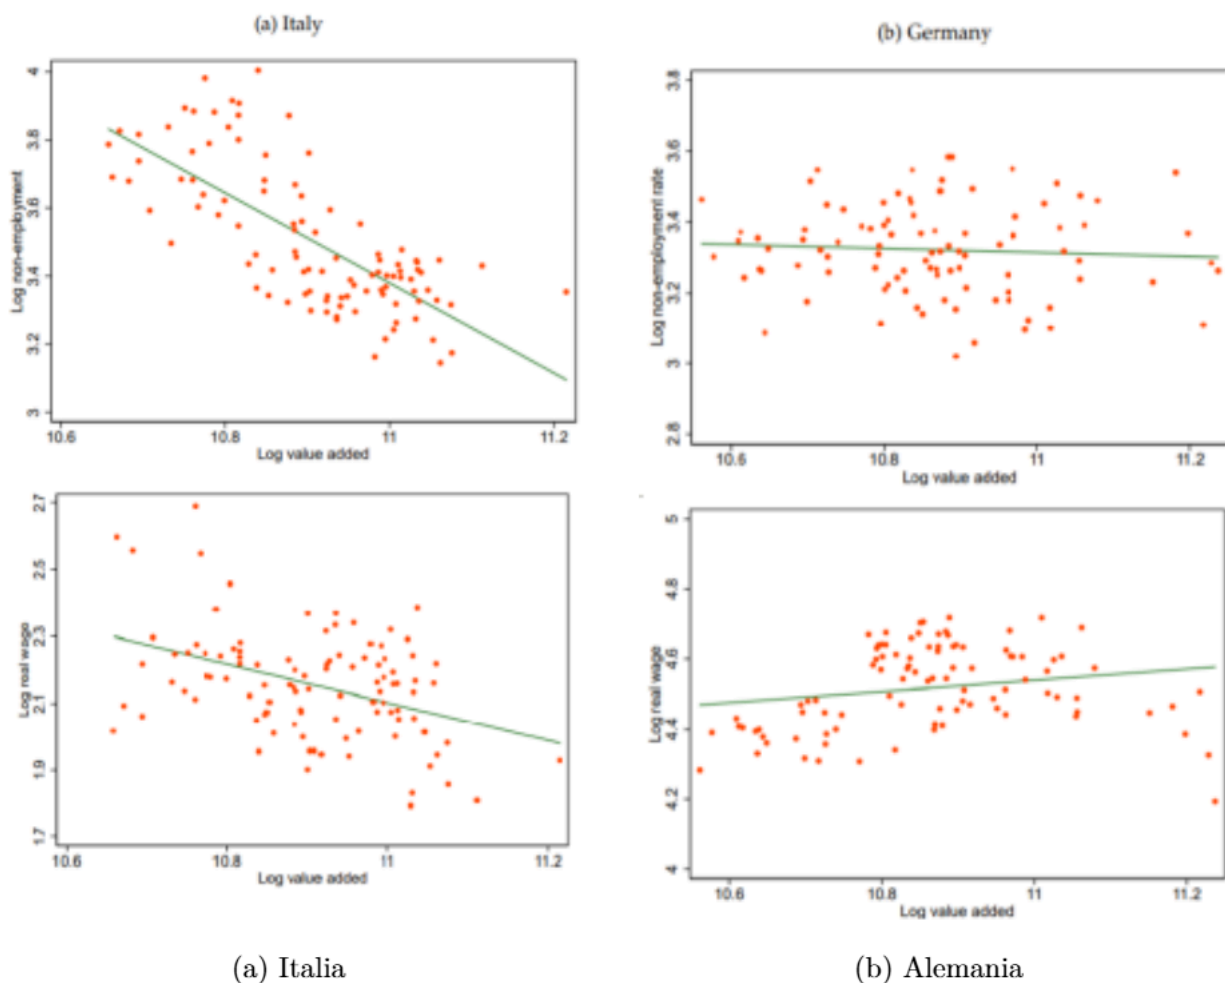 (a) Italy
4
3.8
3.6
3.4
3.2
3
Log non-employment
10.6 10.8 11 11.2
Log value added
(b) Germany
3.8
3.6
3.4
3.2
3
2.8
Log non-employment rate
10.6 10.8 11 11.2
Log value added
2.7
2.5
2.3
2.1
1.9
1.7
Log real wage
10.6 10.8 11 11.2
Log value added
5
4.8
4.6
4.4
4.2
4
Log real wage
10.6 10.8 11 11.2
Log value added
(a) Italia
(b) Alemania